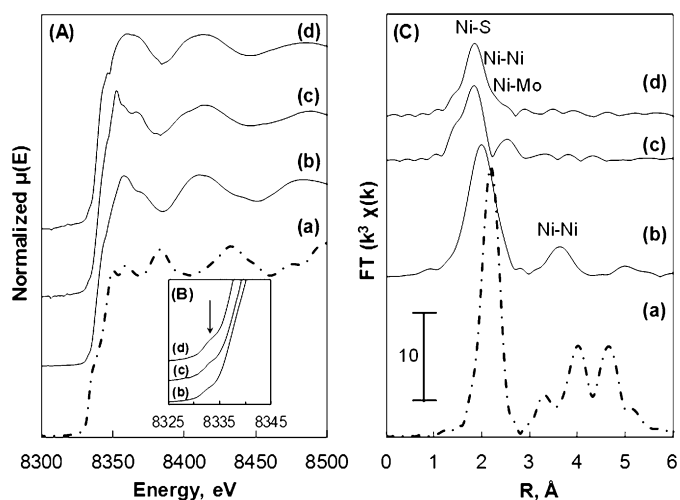 (A)
(d)
(c)
(b)
(a)
Normalized μ(E)
(B)
(d)
(c)
(b)
8325 8335 8345
8300 8350 8400 8450 8500
Energy, eV
(C)
Ni-S
Ni-Ni
Ni-Mo
(d)
(c)
Ni-Ni
(b)
(a)
10
FT (k³ χ(k)
0 1 2 3 4 5 6
R, Å